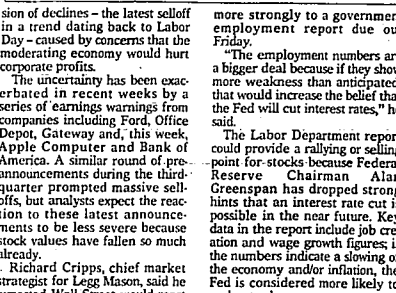 sion of declines – the latest selloff
in a trend dating back to Labor
Day – caused by concerns that the
moderating economy would hurt
corporate profits.
The uncertainty has been exac-
erbated in recent weeks by a
series of earnings warnings from
companies including Ford, Office
Depot, Gateway and, this week,
Apple Computer and Bank of
America. A similar round of pre-
announcements during the third-
quarter prompted massive sell-
offs, but analysts expect the reac-
tion to these latest announce-
ments to be less severe because
stock values have fallen so much
already.
Richard Cripps, chief market
strategist for Legg Mason, said he
more strongly to a governmen
employment report due ou
Friday.
"The employment numbers ar
a bigger deal because if they show
more weakness than anticipated
that would increase the belief tha
the Fed will cut interest rates," h
said.
The Labor Department repor
could provide a rallying or selling
point for stocks because Federa
Reserve Chairman Alan
Greenspan has dropped strong
hints that an interest rate cut i
possible in the near future. Key
data in the report include job cre
ation and wage growth figures; i
the numbers indicate a slowing o
the economy and/or inflation, the
Fed is considered more likely to